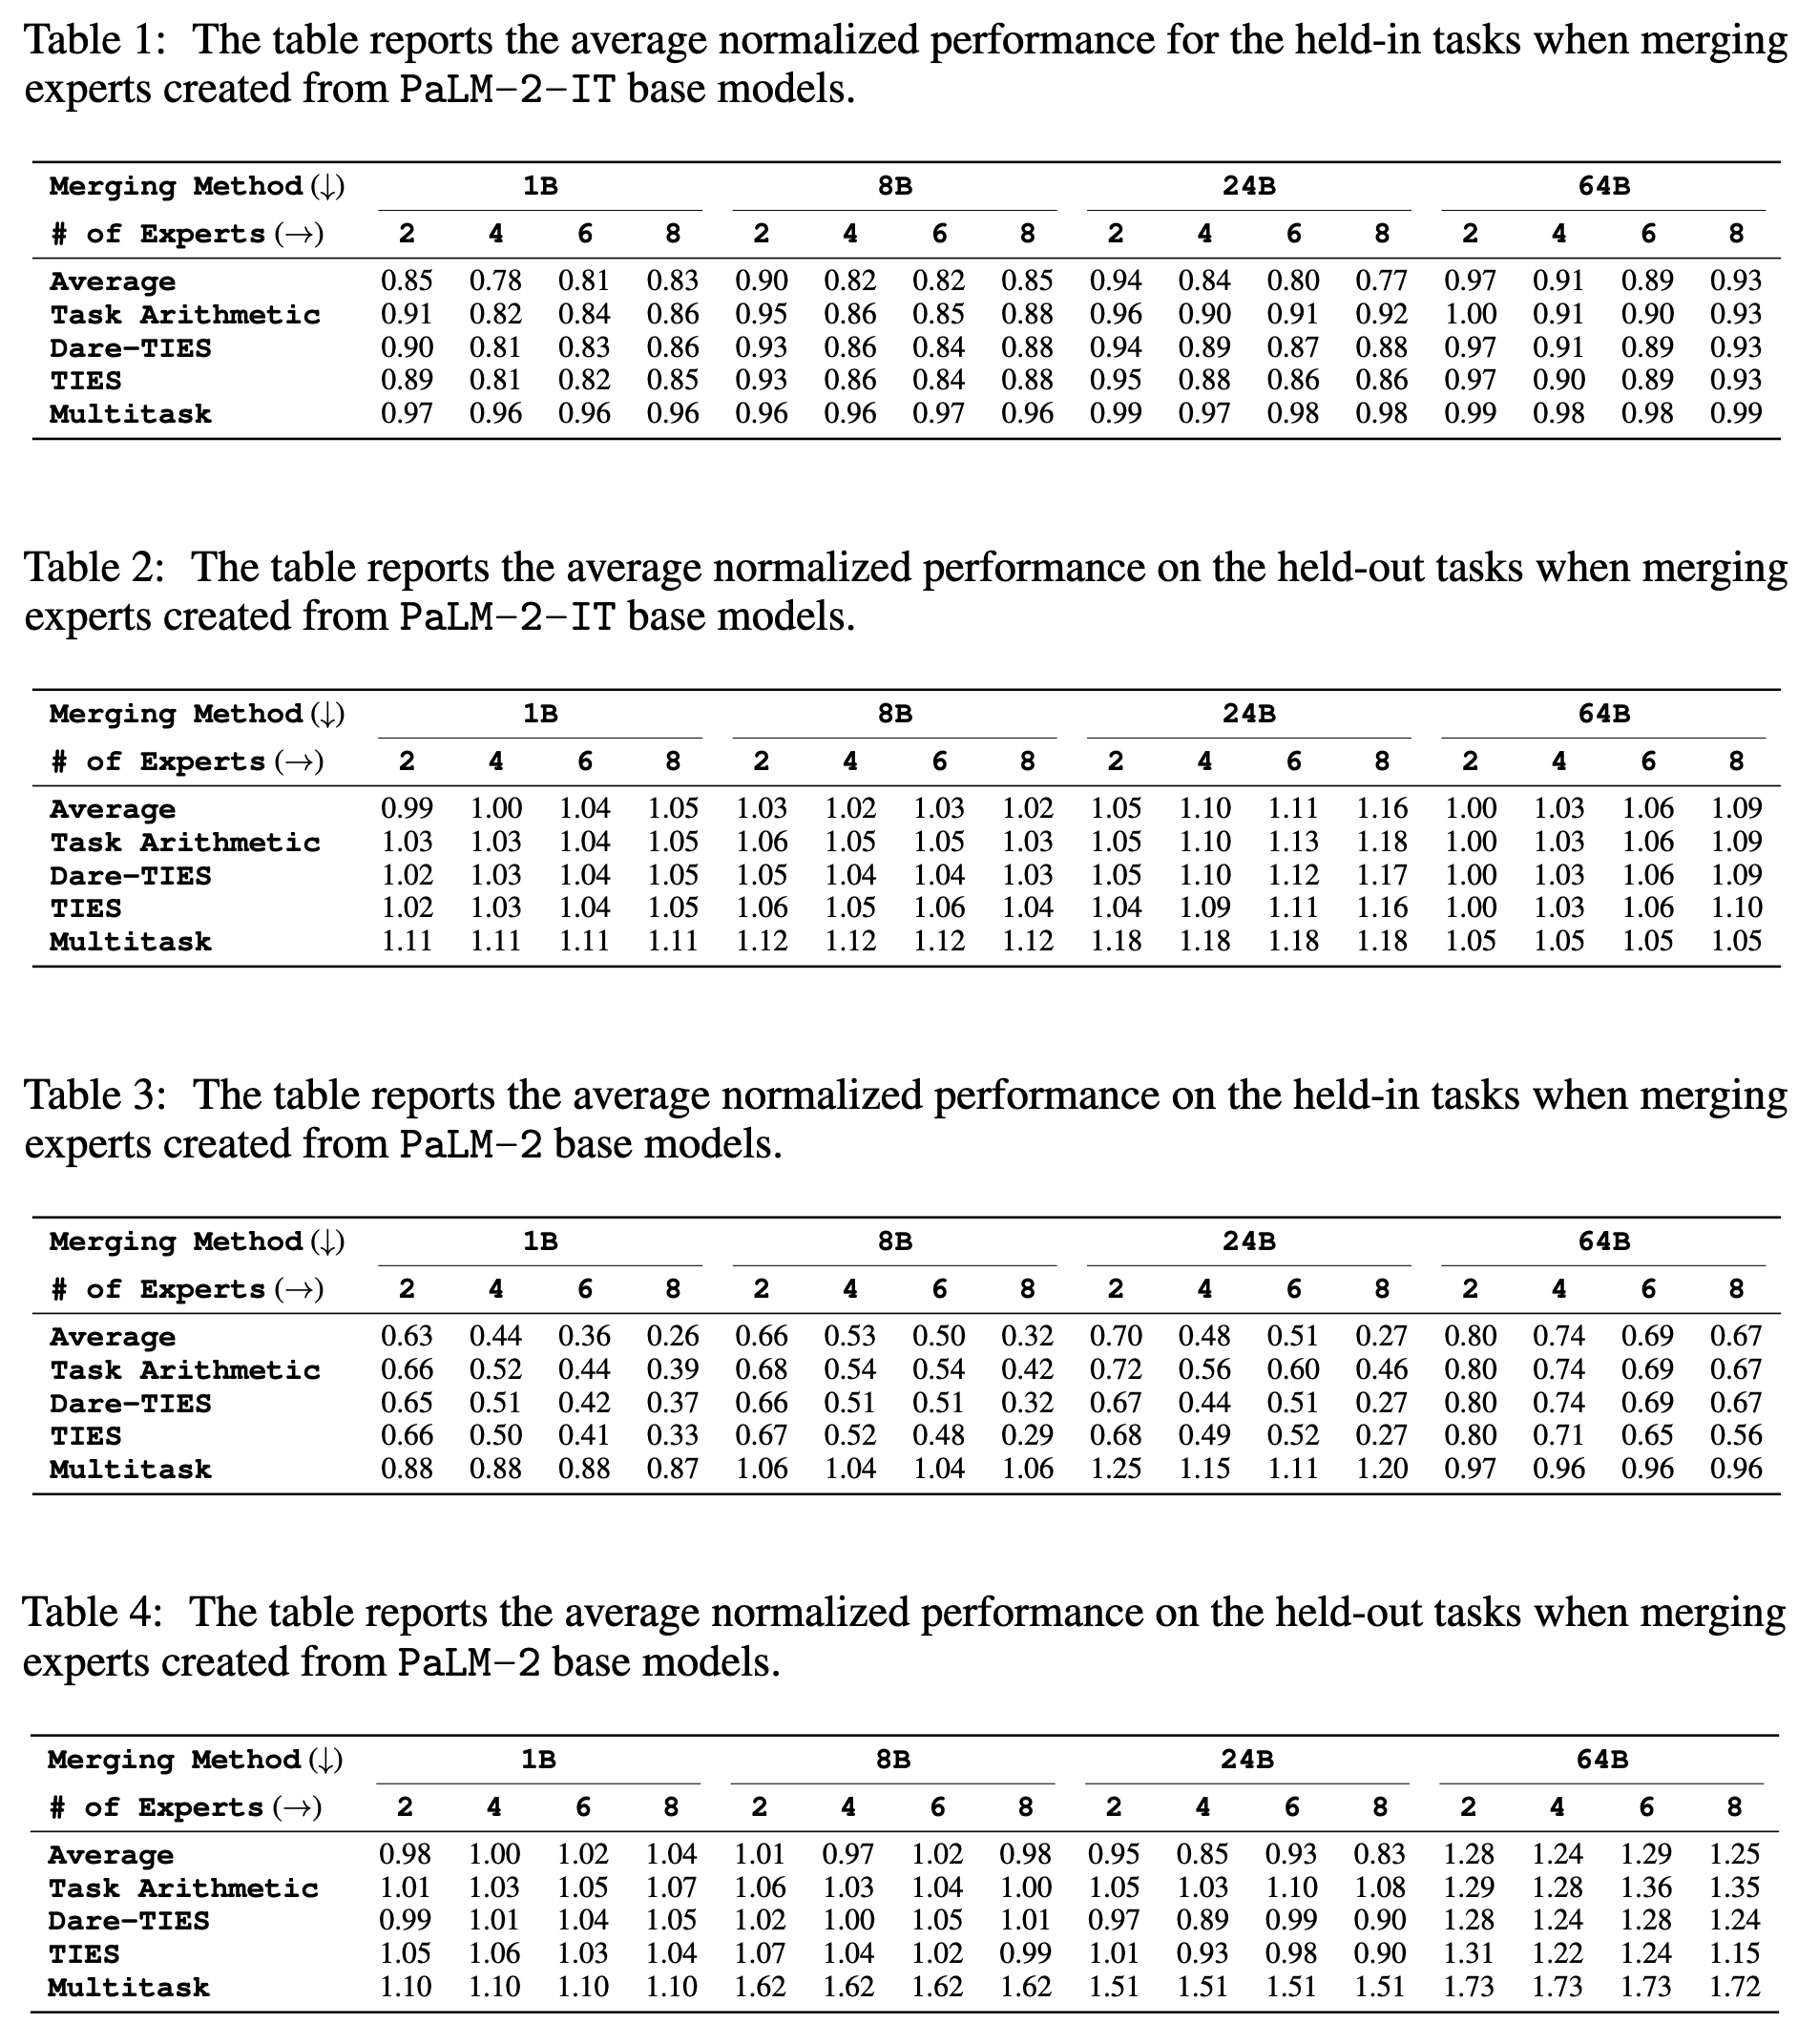 Table 1: The table reports the average normalized performance for the held-in tasks when merging
experts created from PaLM-2-IT base models.
Merging Method (↓) 1B 8B 24B 64B
# of Experts (→) 2 4 6 8 2 4 6 8 2 4 6 8 2 4 6 8
Average 0.85 0.78 0.81 0.83 0.90 0.82 0.82 0.85 0.94 0.84 0.80 0.77 0.97 0.91 0.89 0.93
Task Arithmetic 0.91 0.82 0.84 0.86 0.95 0.86 0.85 0.88 0.96 0.90 0.91 0.92 1.00 0.91 0.90 0.93
Dare-TIES 0.90 0.81 0.83 0.86 0.93 0.86 0.84 0.88 0.94 0.89 0.87 0.88 0.97 0.91 0.89 0.93
TIES 0.89 0.81 0.82 0.85 0.93 0.86 0.84 0.88 0.95 0.88 0.86 0.86 0.97 0.90 0.89 0.93
Multitask 0.97 0.96 0.96 0.96 0.96 0.96 0.97 0.96 0.99 0.97 0.98 0.98 0.99 0.98 0.98 0.99
Table 2: The table reports the average normalized performance on the held-out tasks when merging
experts created from PaLM-2-IT base models.
Merging Method (↓) 1B 8B 24B 64B
# of Experts (→) 2 4 6 8 2 4 6 8 2 4 6 8 2 4 6 8
Average 0.99 1.00 1.04 1.05 1.03 1.02 1.03 1.02 1.05 1.10 1.11 1.16 1.00 1.03 1.06 1.09
Task Arithmetic 1.03 1.03 1.04 1.05 1.06 1.05 1.05 1.03 1.05 1.10 1.13 1.18 1.00 1.03 1.06 1.09
Dare-TIES 1.02 1.03 1.04 1.05 1.05 1.04 1.04 1.03 1.05 1.10 1.12 1.17 1.00 1.03 1.06 1.09
TIES 1.02 1.03 1.04 1.05 1.06 1.05 1.06 1.04 1.04 1.09 1.11 1.16 1.00 1.03 1.06 1.10
Multitask 1.11 1.11 1.11 1.11 1.12 1.12 1.12 1.12 1.18 1.18 1.18 1.18 1.05 1.05 1.05 1.05
Table 3: The table reports the average normalized performance on the held-in tasks when merging
experts created from PaLM-2 base models.
Merging Method (↓) 1B 8B 24B 64B
# of Experts (→) 2 4 6 8 2 4 6 8 2 4 6 8 2 4 6 8
Average 0.63 0.44 0.36 0.26 0.66 0.53 0.50 0.32 0.70 0.48 0.51 0.27 0.80 0.74 0.69 0.67
Task Arithmetic 0.66 0.52 0.44 0.39 0.68 0.54 0.54 0.42 0.72 0.56 0.60 0.46 0.80 0.74 0.69 0.67
Dare-TIES 0.65 0.51 0.42 0.37 0.66 0.51 0.51 0.32 0.67 0.44 0.51 0.27 0.80 0.74 0.69 0.67
TIES 0.66 0.50 0.41 0.33 0.67 0.52 0.48 0.29 0.68 0.49 0.52 0.27 0.80 0.71 0.65 0.56
Multitask 0.88 0.88 0.88 0.87 1.06 1.04 1.04 1.06 1.25 1.15 1.11 1.20 0.97 0.96 0.96 0.96
Table 4: The table reports the average normalized performance on the held-out tasks when merging
experts created from PaLM-2 base models.
Merging Method (↓) 1B 8B 24B 64B
# of Experts (→) 2 4 6 8 2 4 6 8 2 4 6 8 2 4 6 8
Average 0.98 1.00 1.02 1.04 1.01 0.97 1.02 0.98 0.95 0.85 0.93 0.83 1.28 1.24 1.29 1.25
Task Arithmetic 1.01 1.03 1.05 1.07 1.06 1.03 1.04 1.00 1.05 1.03 1.10 1.08 1.29 1.28 1.36 1.35
Dare-TIES 0.99 1.01 1.04 1.05 1.02 1.00 1.05 1.01 0.97 0.89 0.99 0.90 1.28 1.24 1.28 1.24
TIES 1.05 1.06 1.03 1.04 1.07 1.04 1.02 0.99 1.01 0.93 0.98 0.90 1.31 1.22 1.24 1.15
Multitask 1.10 1.10 1.10 1.10 1.62 1.62 1.62 1.62 1.51 1.51 1.51 1.51 1.73 1.73 1.73 1.72